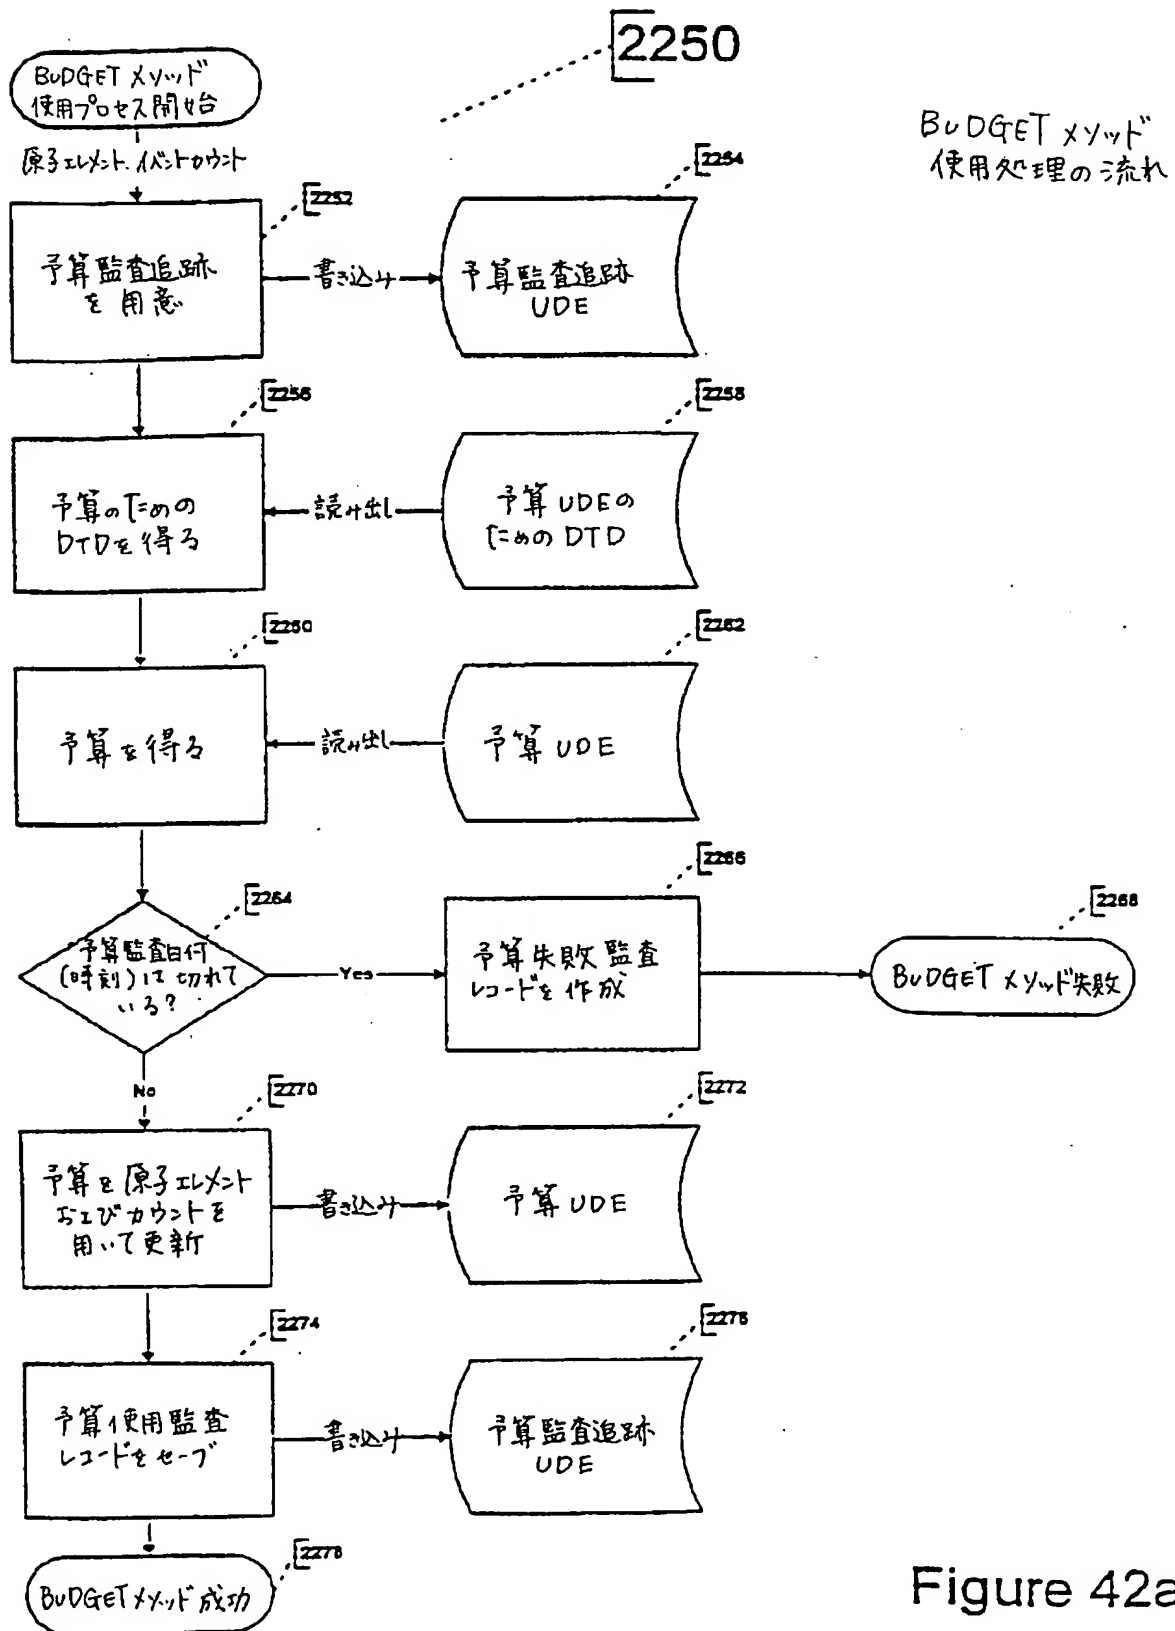 2250
BUDGET メソッド
使用プロセス開始
BUDGET メソッド
使用処理の流れ
原子エレメント、イベントカウント
2252
2254
予算監査追跡
を用意
書き込み
予算監査追跡
UDE
2256
2258
予算のための
DTDを得る
読み出し
予算 UDEの
ための DTD
2260
2262
予算を得る
読み出し
予算 UDE
2264
2266
2268
予算監査日付
(時刻)は切れて
いる?
Yes
予算失敗監査
レコードを作成
BUDGET メソッド失敗
No
2270
2272
予算を原子エレメント
およびカウントを
用いて更新
書き込み
予算 UDE
2274
2276
予算使用監査
レコードをセーブ
書き込み
予算監査追跡
UDE
2278
BUDGETメソッド成功
Figure 42a